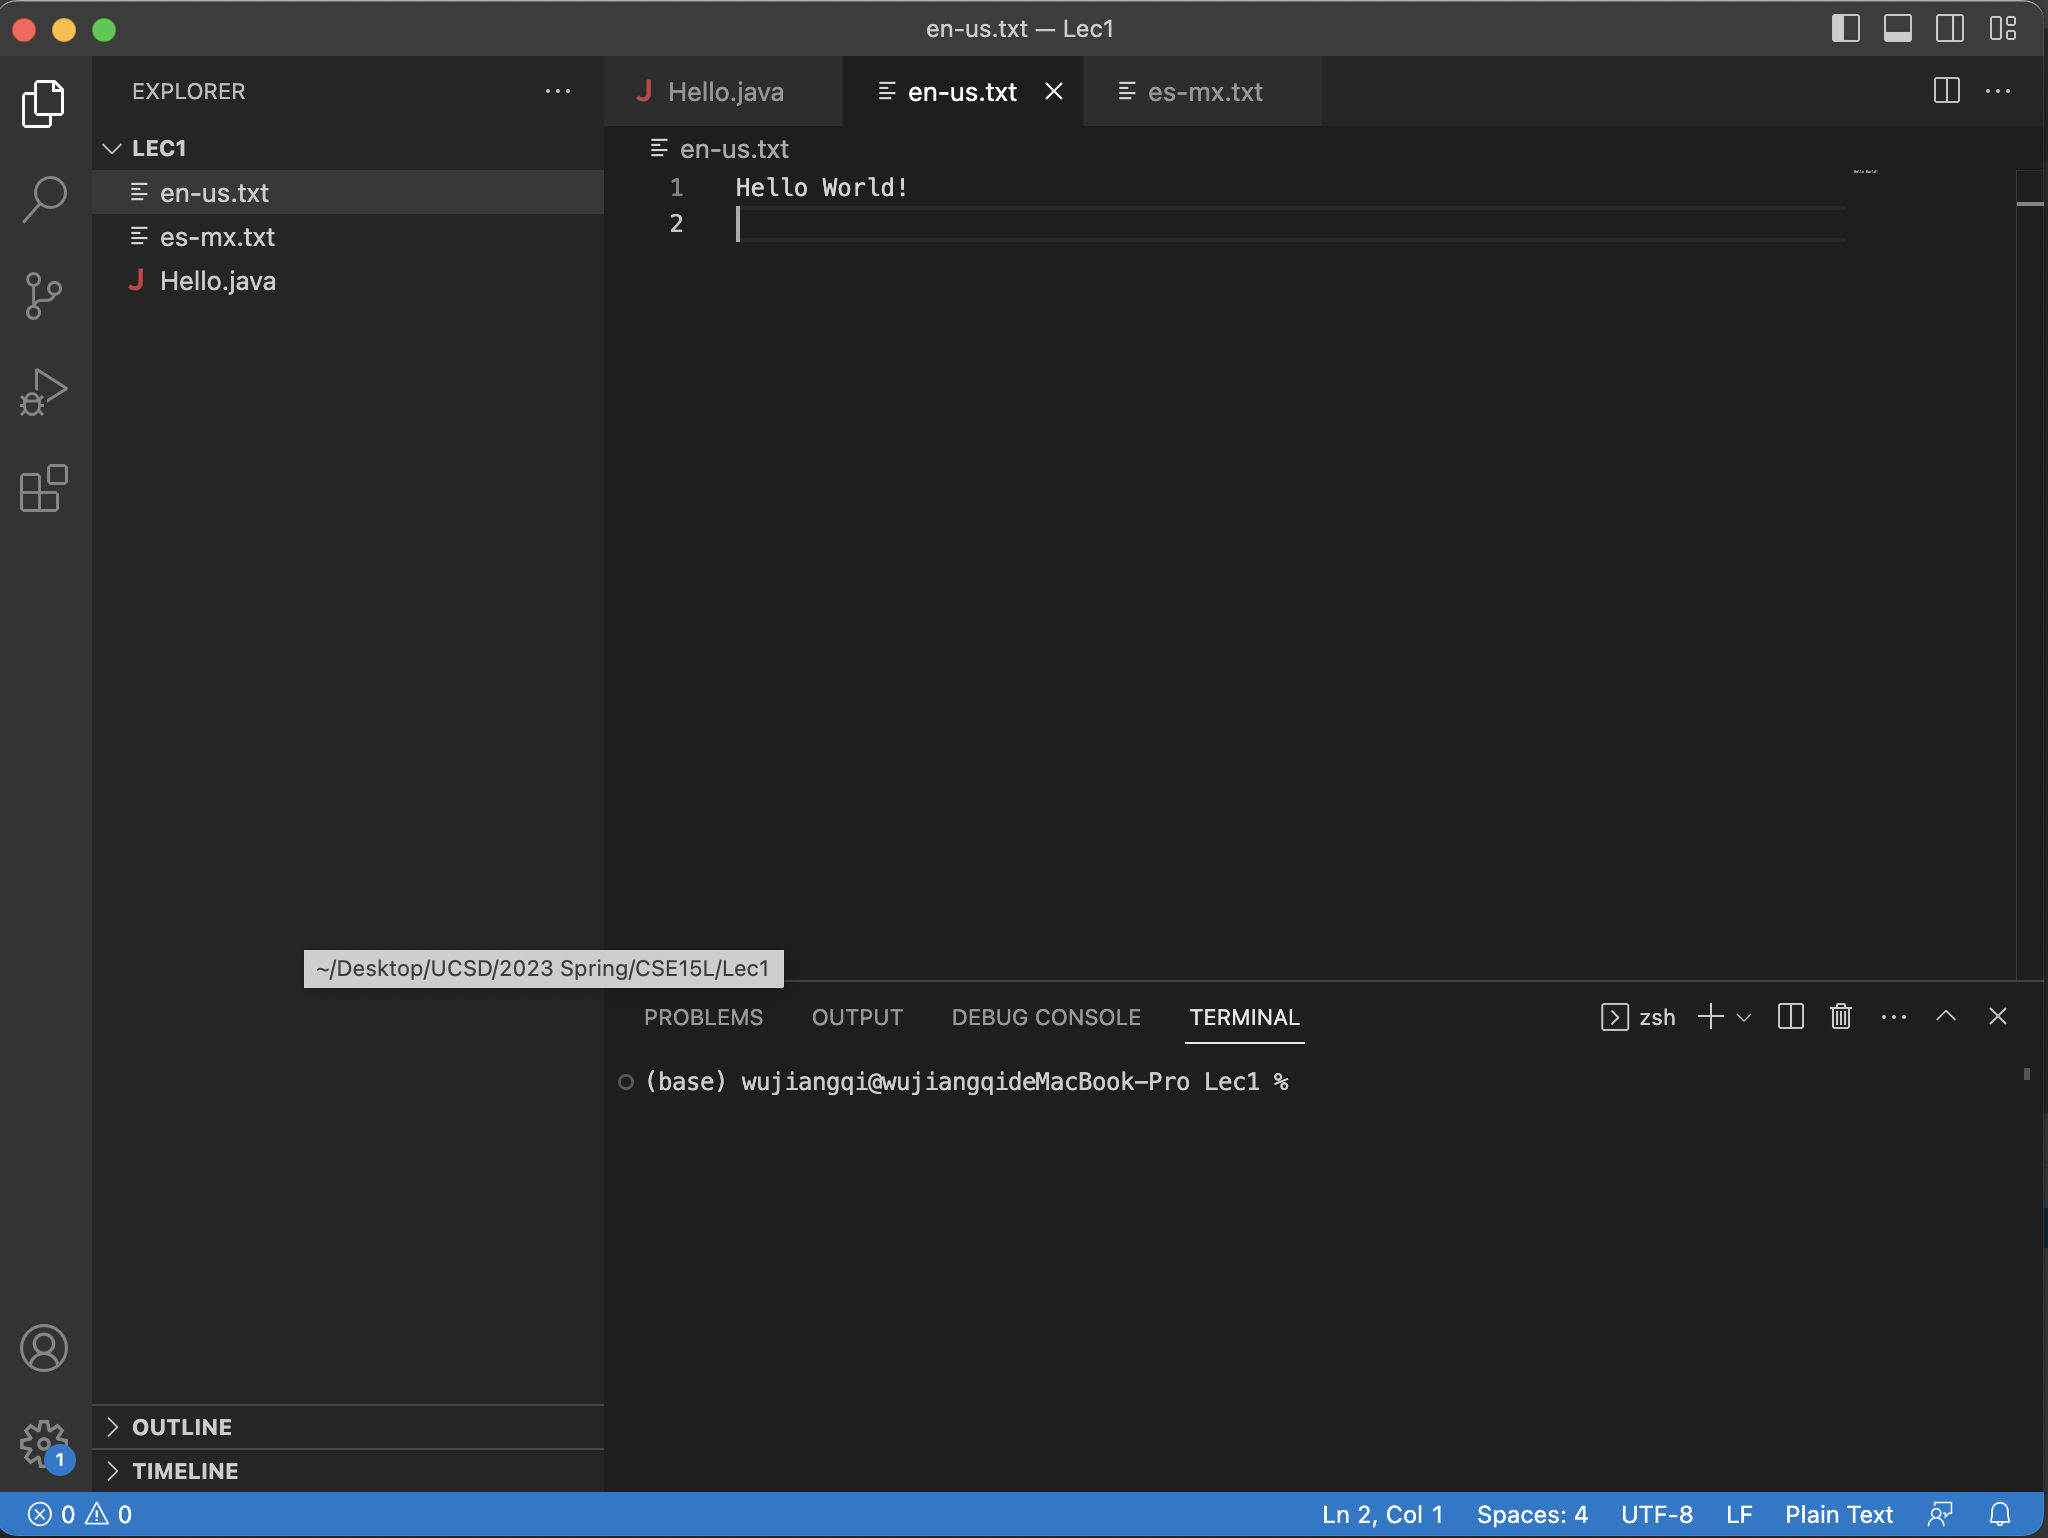 en-us.txt — Lec1
EXPLORER
Hello.java
en-us.txt
es-mx.txt
LEC1
en-us.txt
es-mx.txt
Hello.java
en-us.txt
1 Hello World!
2
Hello World!
~/Desktop/UCSD/2023 Spring/CSE15L/Lec1
PROBLEMS OUTPUT DEBUG CONSOLE TERMINAL zsh
(base) wujiangqi@wujiangqideMacBook-Pro Lec1 %
OUTLINE
1
TIMELINE
0 0 Ln 2, Col 1 Spaces: 4 UTF-8 LF Plain Text